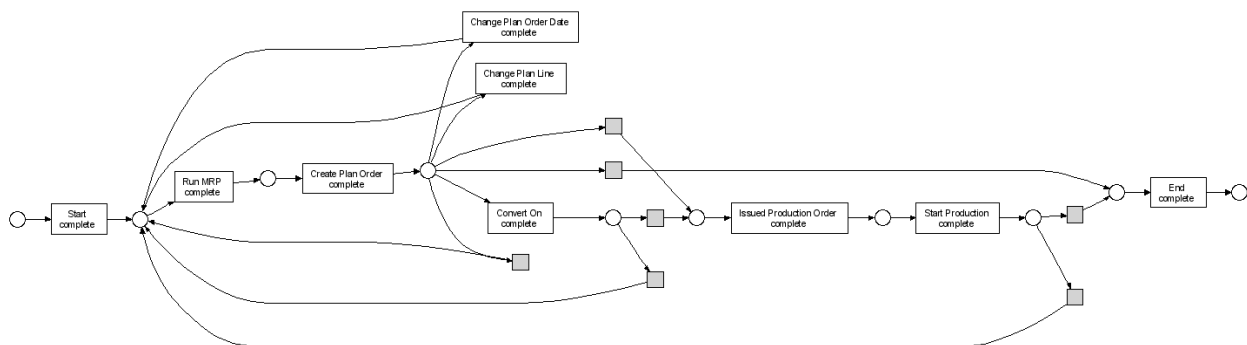 Change Plan Order Date
complete
Change Plan Line
complete
Run MRP
complete
Create Plan Order
complete
Start
complete
Convert On
complete
Issued Production Order
complete
Start Production
complete
End
complete